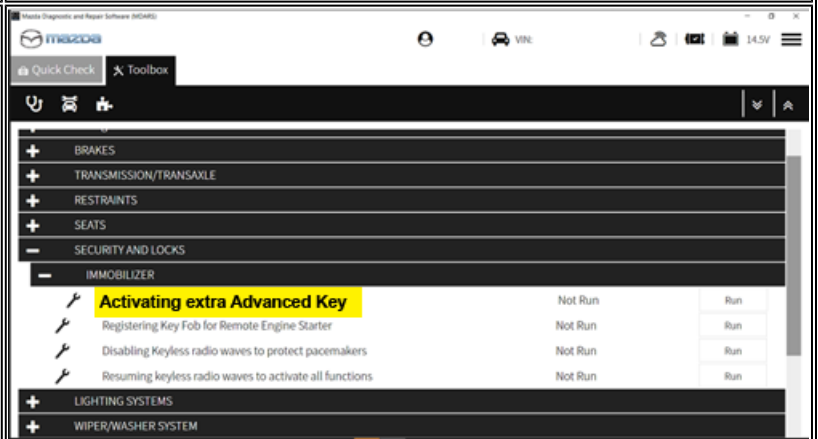 Mazda Diagnostic and Repair Software (MDARS)
mazda VIN: 14.5V
Quick Check Toolbox
BRAKES
TRANSMISSION/TRANSAXLE
RESTRAINTS
SEATS
SECURITY AND LOCKS
IMMOBILIZER
Activating extra Advanced Key Not Run Run
Registering Key Fob for Remote Engine Starter Not Run Run
Disabling Keyless radio waves to protect pacemakers Not Run Run
Resuming keyless radio waves to activate all functions Not Run Run
LIGHTING SYSTEMS
WIPER/WASHER SYSTEM